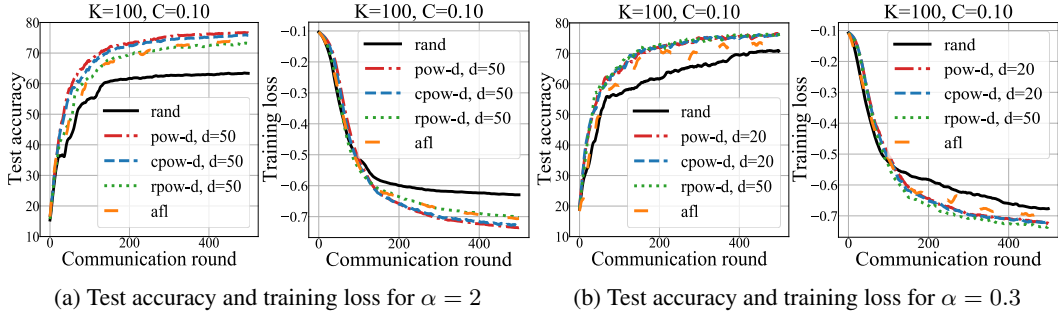 K=100, C=0.10
Test accuracy
80
70
60
50
40
30
20
10
0
200
400
Communication round
rand
pow-d, d=50
cpow-d, d=50
rpow-d, d=50
afl
K=100, C=0.10
Training loss
−0.1
−0.2
−0.3
−0.4
−0.5
−0.6
−0.7
0
200
400
Communication round
rand
pow-d, d=50
cpow-d, d=50
rpow-d, d=50
afl
K=100, C=0.10
Test accuracy
80
70
60
50
40
30
20
10
0
200
400
Communication round
rand
pow-d, d=20
cpow-d, d=20
rpow-d, d=50
afl
K=100, C=0.10
Training loss
−0.1
−0.2
−0.3
−0.4
−0.5
−0.6
−0.7
0
200
400
Communication round
rand
pow-d, d=20
cpow-d, d=20
rpow-d, d=50
afl
(a) Test accuracy and training loss for α = 2
(b) Test accuracy and training loss for α = 0.3